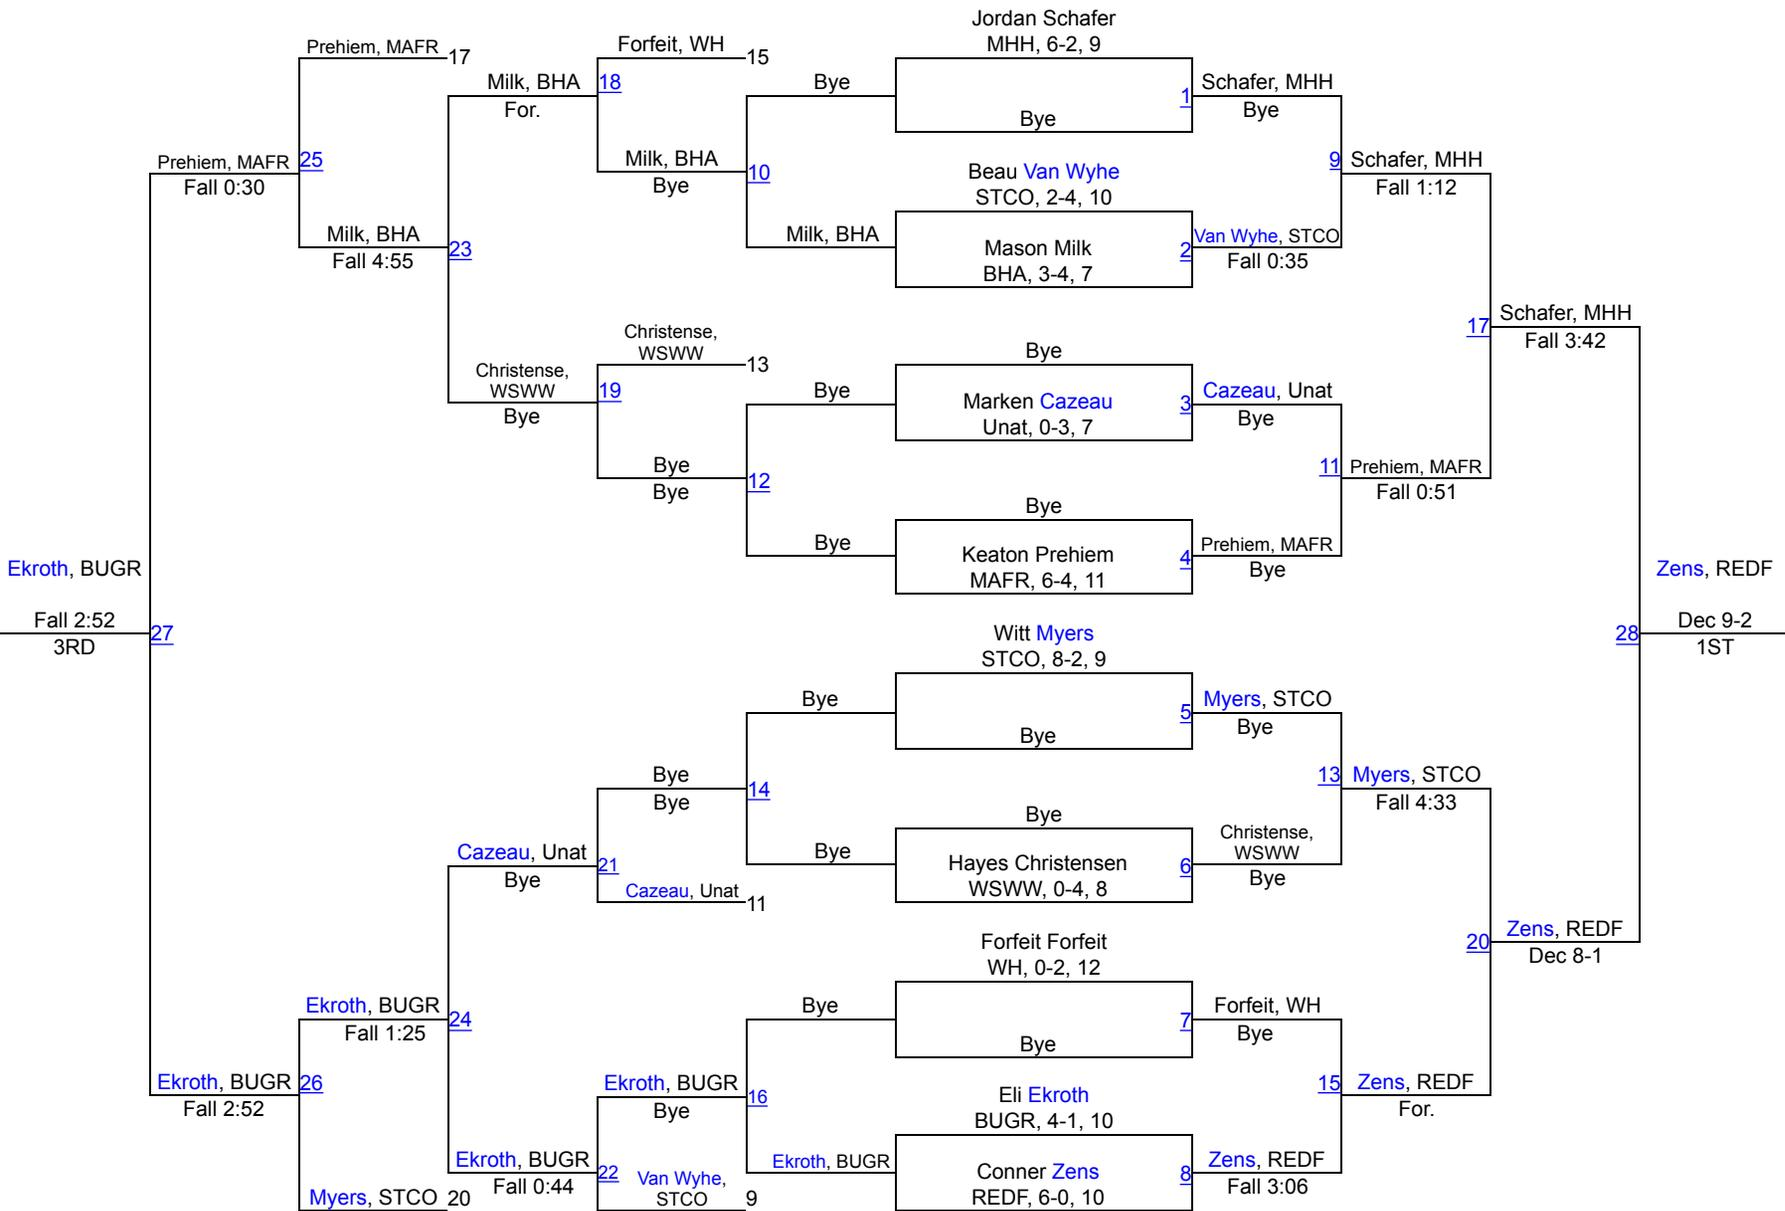 Jordan Schafer
MHH, 6-2, 9
Forfeit, WH
15
Prehiem, MAFR
17
Milk, BHA
18
For.
Bye
Bye
1
Schafer, MHH
Bye
Prehiem, MAFR
25
Fall 0:30
Milk, BHA
10
Bye
Beau Van Wyhe
STCO, 2-4, 10
9
Schafer, MHH
Fall 1:12
Milk, BHA
23
Fall 4:55
Milk, BHA
Mason Milk
BHA, 3-4, 7
2
Van Wyhe, STCO
Fall 0:35
17
Schafer, MHH
Fall 3:42
Christense,
WSWW
13
Christense,
WSWW
19
Bye
Bye
Bye
Marken Cazeau
Unat, 0-3, 7
3
Cazeau, Unat
Bye
Bye
12
Bye
11
Prehiem, MAFR
Fall 0:51
Bye
Bye
Keaton Prehiem
MAFR, 6-4, 11
4
Prehiem, MAFR
Bye
Ekroth, BUGR
Fall 2:52
3RD
27
Zens, REDF
28
Dec 9-2
1ST
Witt Myers
STCO, 8-2, 9
Bye
Bye
5
Myers, STCO
Bye
Bye
14
Bye
13
Myers, STCO
Fall 4:33
Bye
Bye
Hayes Christensen
WSWW, 0-4, 8
6
Christense,
WSWW
Bye
Cazeau, Unat
21
Bye
Cazeau, Unat
11
20
Zens, REDF
Dec 8-1
Forfeit Forfeit
WH, 0-2, 12
Bye
Bye
7
Forfeit, WH
Bye
Ekroth, BUGR
24
Fall 1:25
Ekroth, BUGR
26
Fall 2:52
Ekroth, BUGR
16
Bye
Eli Ekroth
BUGR, 4-1, 10
15
Zens, REDF
For.
Ekroth, BUGR
22
Fall 0:44
Ekroth, BUGR
Conner Zens
REDF, 6-0, 10
8
Zens, REDF
Fall 3:06
Myers, STCO
20
Van Wyhe,
STCO
9